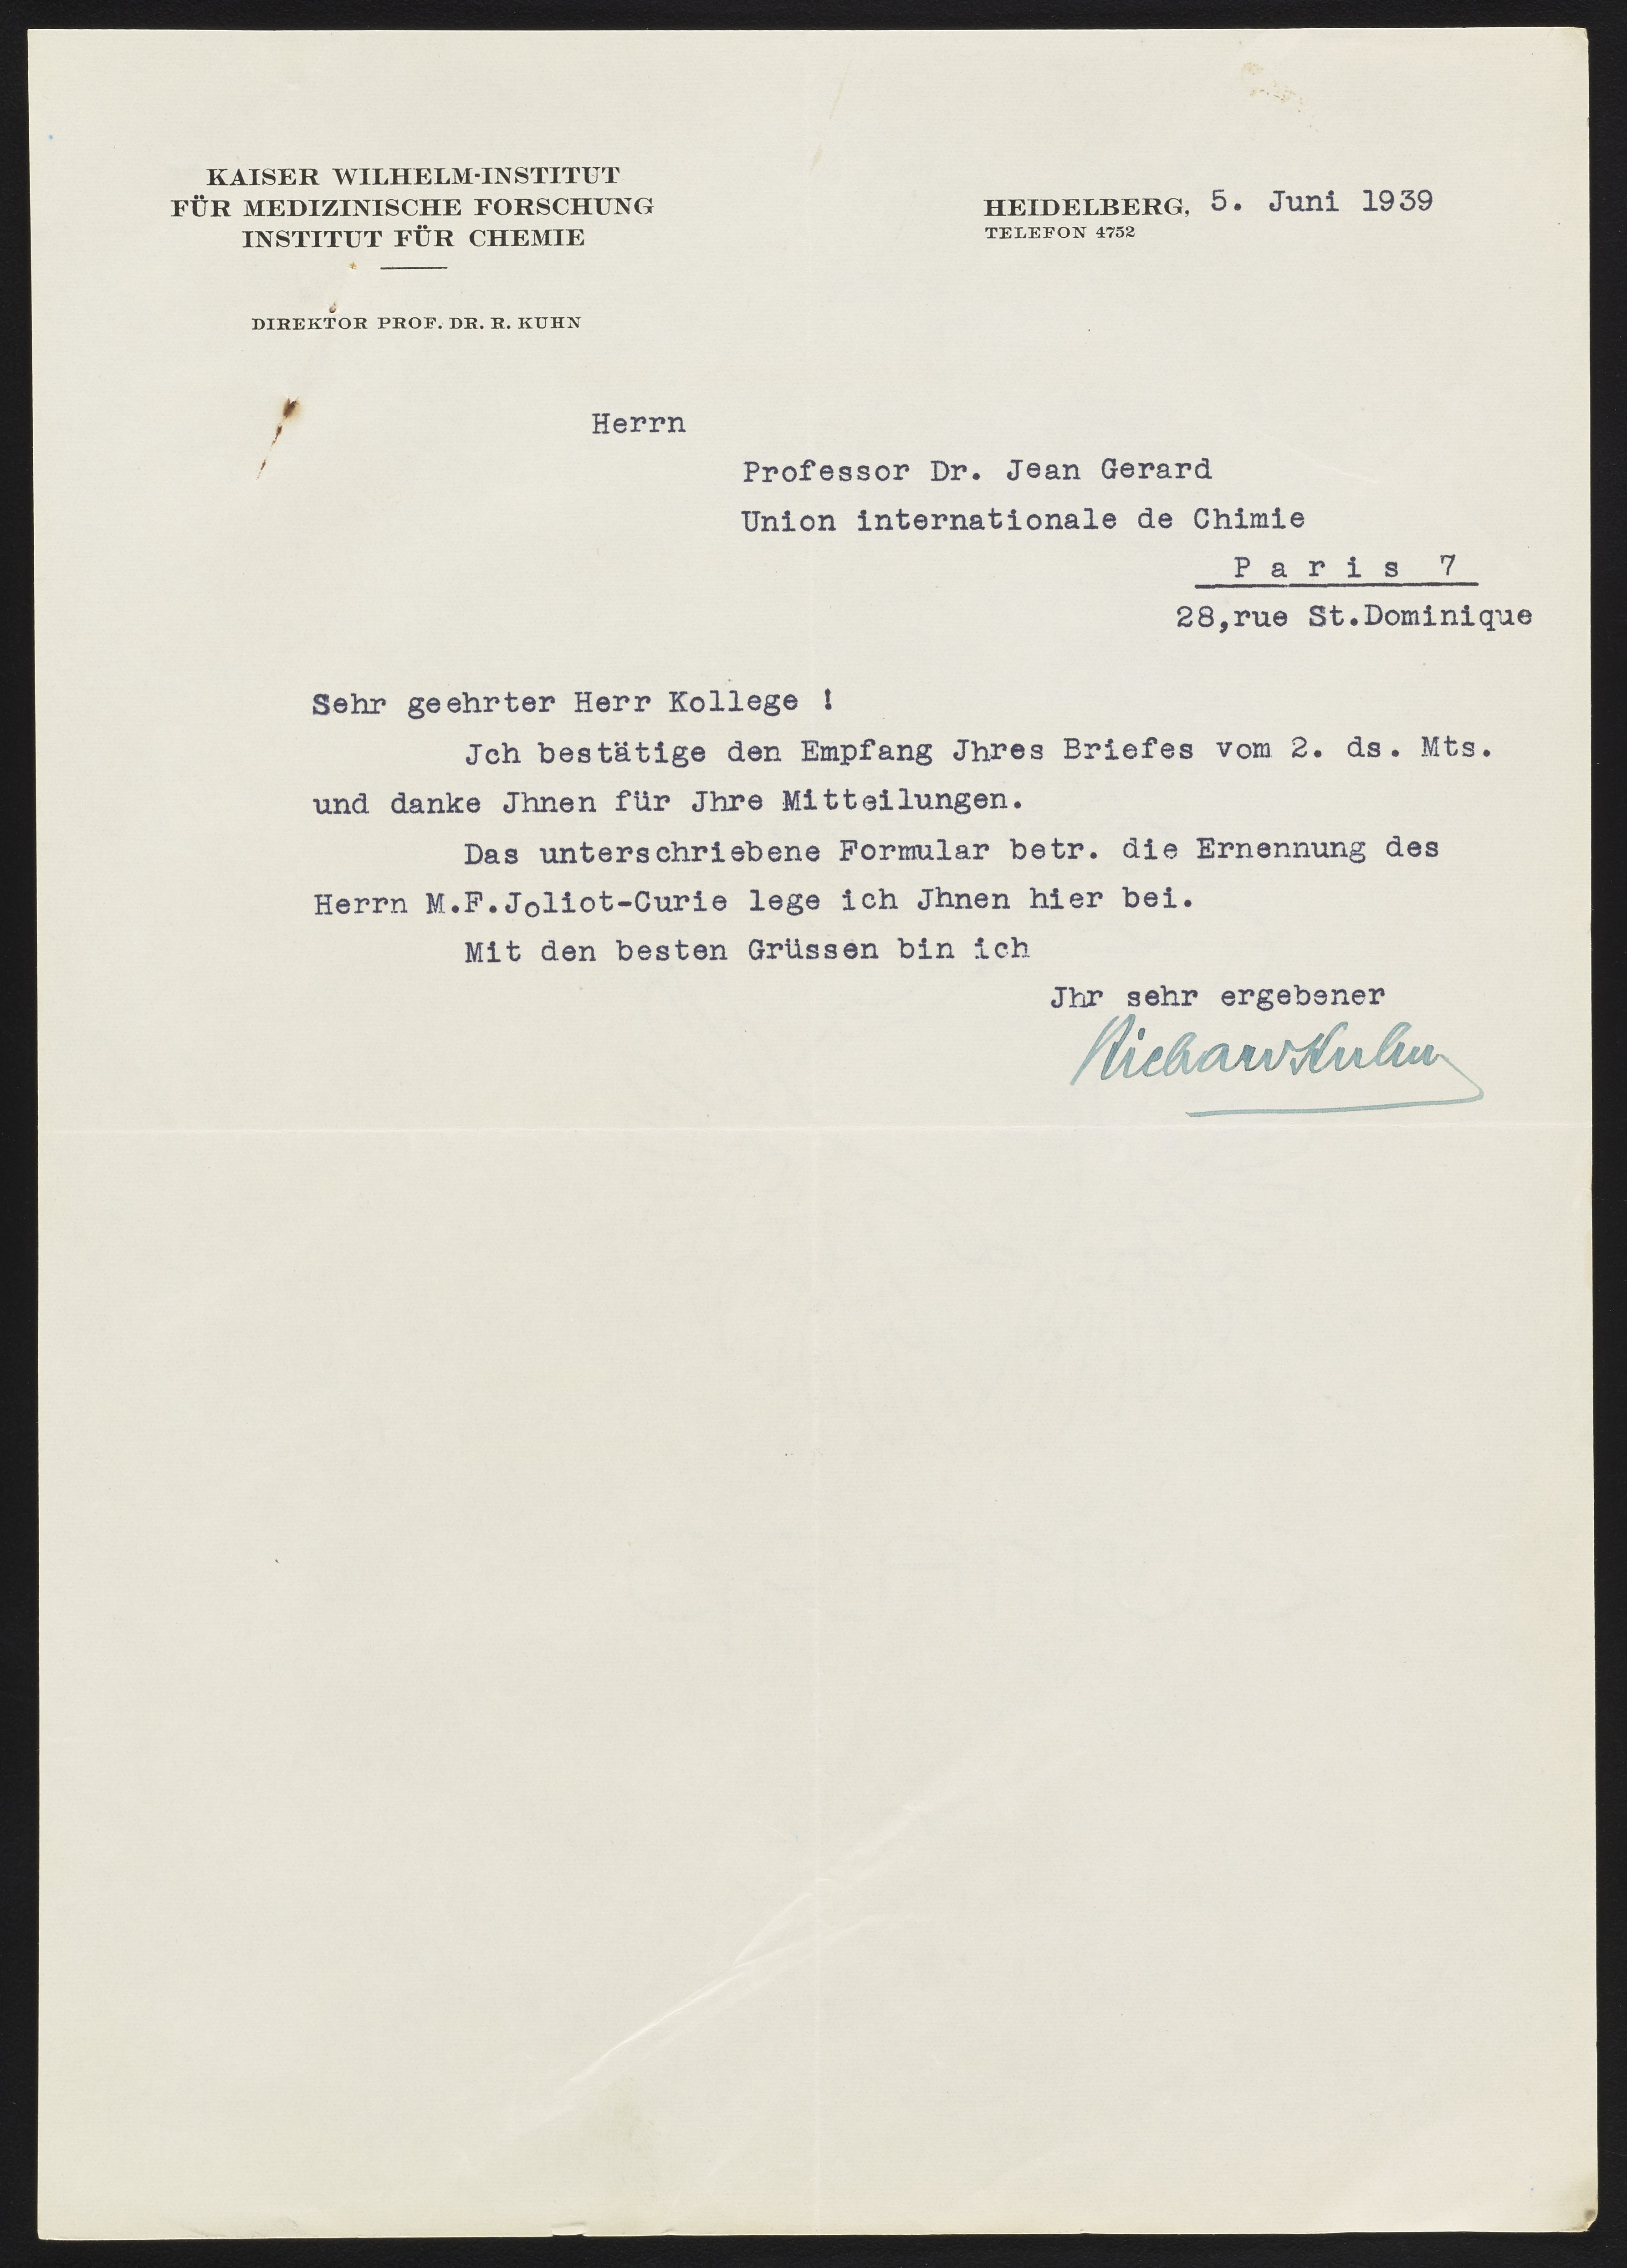 KAISER WILHELM-INSTITUT
FÜR MEDIZINISCHE FORSCHUNG
INSTITUT FÜR CHEMIE
DIREKTOR PROF. DR. R. KUHN
HEIDELBERG, 5. Juni 1939
TELEFON 4752
Herrn
Professor Dr. Jean Gerard
Union internationale de Chimie
P a r i s 7
28,rue St.Dominique
Sehr geehrter Herr Kollege !
Jch bestätige den Empfang Jhres Briefes vom 2. ds. Mts.
und danke Jhnen für Jhre Mitteilungen.
Das unterschriebene Formular betr. die Ernennung des
Herrn M.F.Joliot-Curie lege ich Jhnen hier bei.
Mit den besten Grüssen bin ich
Jhr sehr ergebener
Richard Kuhn